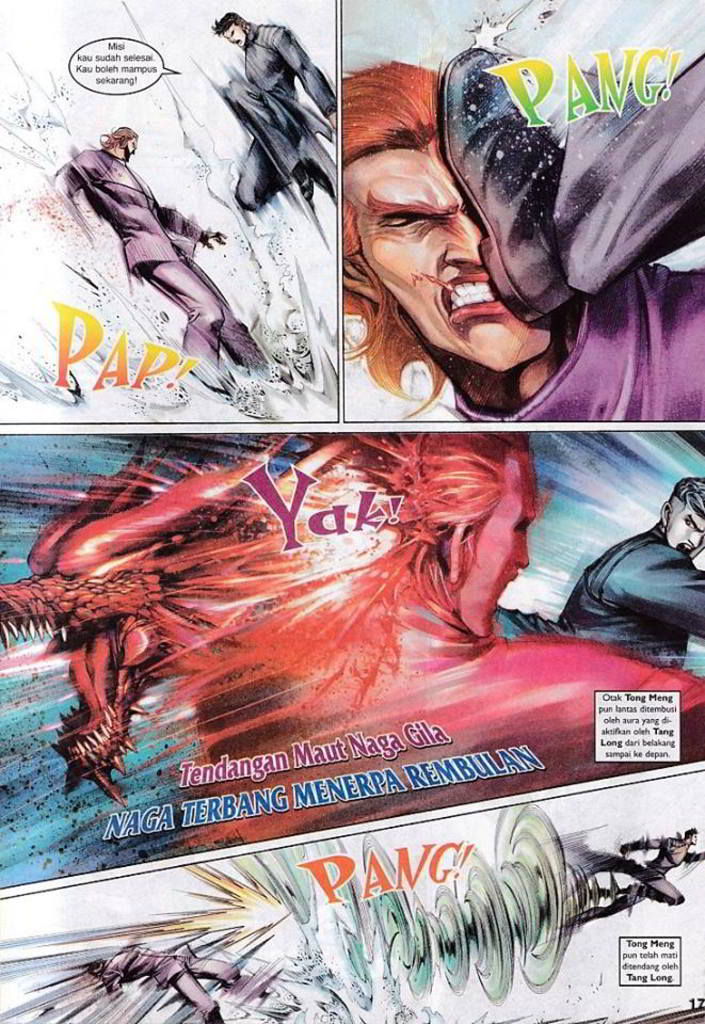 Misi
kau sudah selesai.
Kau boleh mampus
sekarang!
PAP!
PANG!
Yak!
Otak Tong Meng
pun lantas ditembusi
oleh aura yang di-
aktifkan oleh Tang
Long dari belakang
sampai ke depan.
Tendangan Maut Naga Gila
NAGA TERBANG MENERPA REMBULAN
PANG!
Tong Meng
pun telah mati
ditendang oleh
Tang Long.